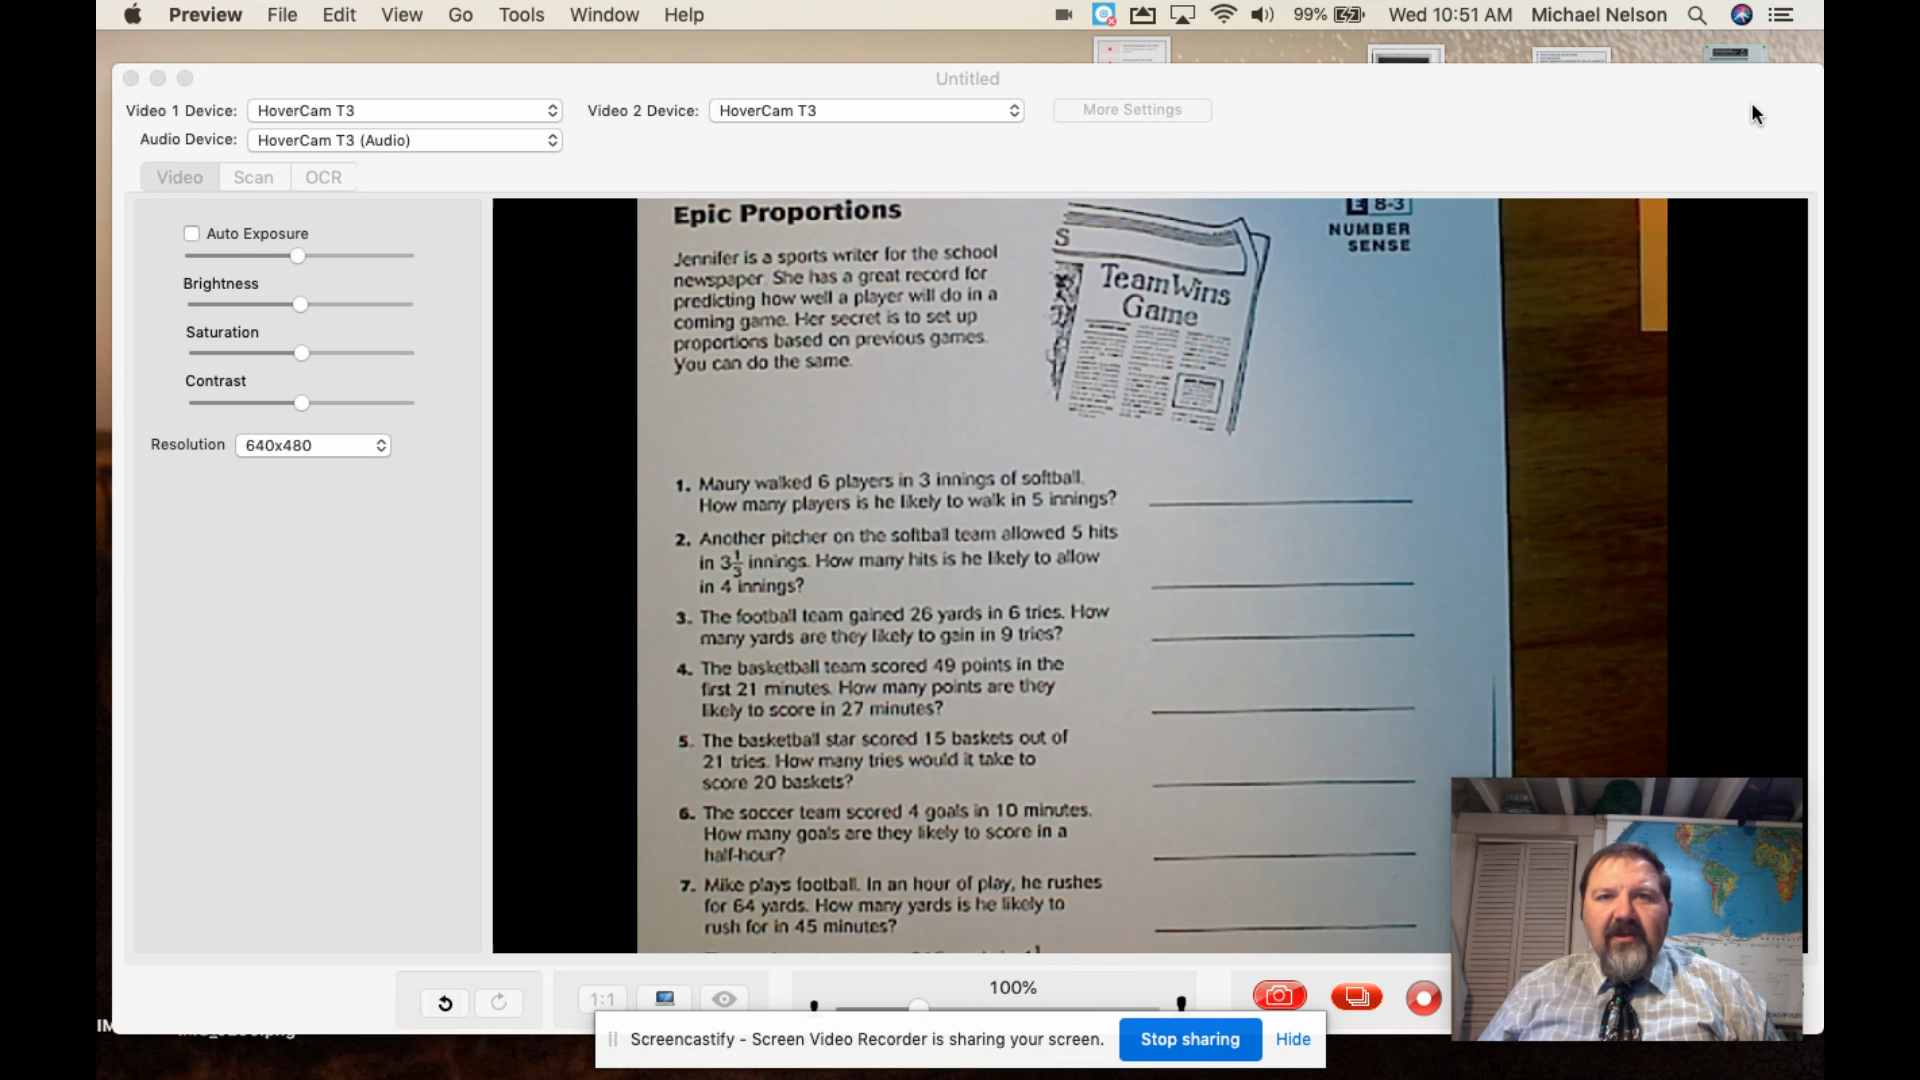 Preview File Edit View Go Tools Window Help 99% Wed 10:51 AM Michael Nelson
Untitled
Video 1 Device: HoverCam T3 Video 2 Device: HoverCam T3 More Settings
Audio Device: HoverCam T3 (Audio)
Video Scan OCR
Auto Exposure
Brightness
Saturation
Contrast
Resolution 640x480
Epic Proportions
E 8-3
NUMBER
SENSE
Jennifer is a sports writer for the school
newspaper. She has a great record for
predicting how well a player will do in a
coming game. Her secret is to set up
proportions based on previous games.
You can do the same.
S
Team Wins
Game
1. Maury walked 6 players in 3 innings of softball.
How many players is he likely to walk in 5 innings?
2. Another pitcher on the softball team allowed 5 hits
in 3 1/3 innings. How many hits is he likely to allow
in 4 innings?
3. The football team gained 26 yards in 6 tries. How
many yards are they likely to gain in 9 tries?
4. The basketball team scored 49 points in the
first 21 minutes. How many points are they
likely to score in 27 minutes?
5. The basketball star scored 15 baskets out of
21 tries. How many tries would it take to
score 20 baskets?
6. The soccer team scored 4 goals in 10 minutes.
How many goals are they likely to score in a
half-hour?
7. Mike plays football. In an hour of play, he rushes
for 64 yards. How many yards is he likely to
rush for in 45 minutes?
1:1 100%
Screencastify - Screen Video Recorder is sharing your screen. Stop sharing Hide